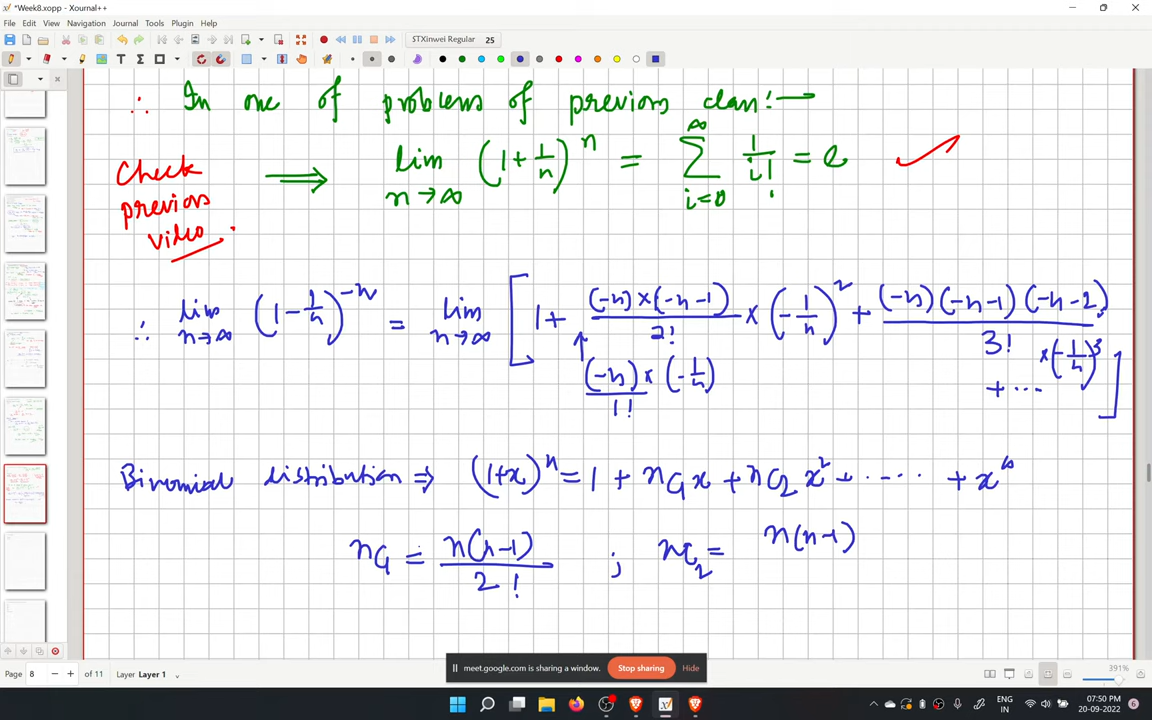 *Week8.xopp - Xournal++
File Edit View Navigation Journal Tools Plugin Help
STXinwei Regular 25
∴ In one of problems of previous class:→
Check previous video
⟹ lim n→∞ (1+1/n)^n = Σ i=0 ∞ 1/i! = e ✓
∴ lim n→∞ (1-1/n)^-n = lim n→∞ [1+ ((-n)×(-n-1))/2! × (-1/n)^2 + ((-n)(-n-1)(-n-2))/3! × (-1/n)^3 + ...]
↑ (-n)/1! × (-1/n)
Binomial distribution ⇒ (1+x)^n = 1 + nC1 x + nC2 x^2 + ...... + x^n
nC1 = n(n-1)/2! ; nC2 = n(n-1)
meet.google.com is sharing a window. Stop sharing Hide
Page 8 of 11 Layer Layer 1 391%
ENG IN 07:50 PM 20-09-2022 6